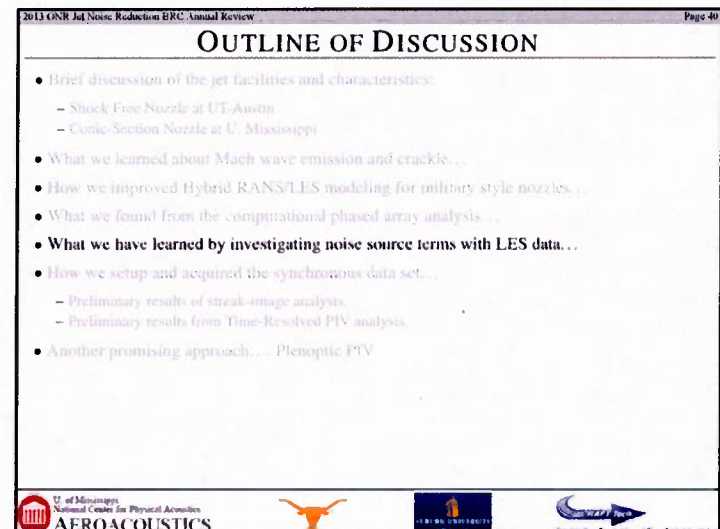 2013 ONR Jet Noise Reduction BRC Annual Review Page 40
OUTLINE OF DISCUSSION
• Brief discussion of the jet facilities and characteristics:
– Shock Free Nozzle at UT-Austin
– Conic-Section Nozzle at U. Mississippi
• What we learned about Mach wave emission and crackle…
• How we improved Hybrid RANS/LES modeling for military style nozzles…
• What we found from the computational phased array analysis…
• What we have learned by investigating noise source terms with LES data…
• How we setup and acquired the synchronous data set…
– Preliminary results of streak-image analysis.
– Preliminary results from Time-Resolved PIV analysis.
• Another promising approach… Plenoptic PIV
U. of Mississippi
National Center for Physical Acoustics
AEROACOUSTICS
AUBURN UNIVERSITY